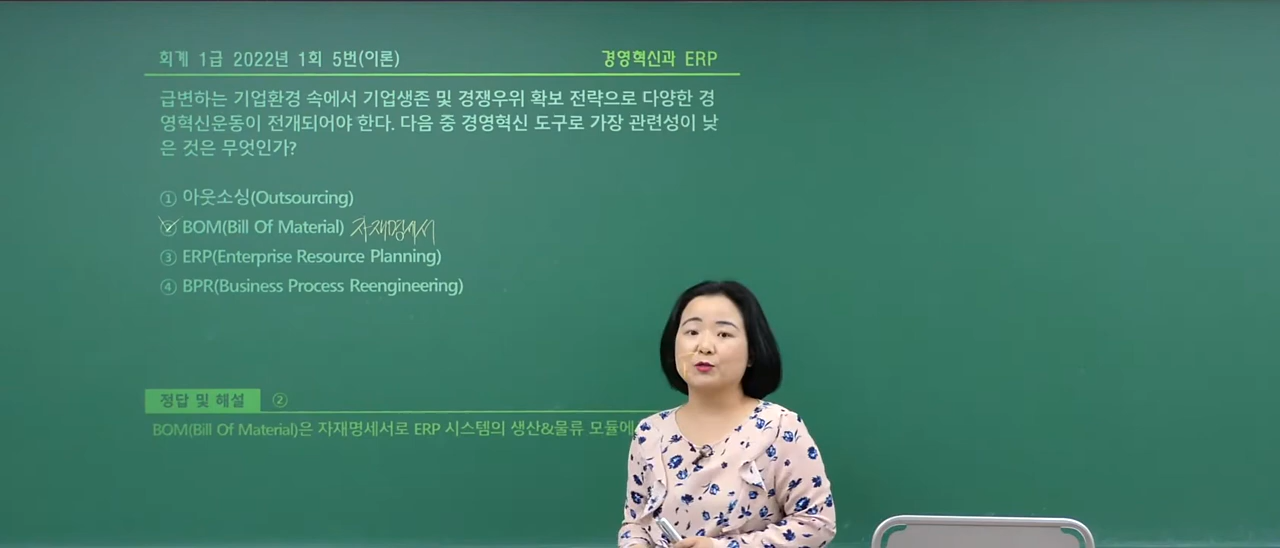 회계 1급 2022년 1회 5번(이론)
경영혁신과 ERP
급변하는 기업환경 속에서 기업생존 및 경쟁우위 확보 전략으로 다양한 경
영혁신운동이 전개되어야 한다. 다음 중 경영혁신 도구로 가장 관련성이 낮
은 것은 무엇인가?
① 아웃소싱(Outsourcing)
② BOM(Bill Of Material) 자재명세서
③ ERP(Enterprise Resource Planning)
④ BPR(Business Process Reengineering)
정답 및 해설 ②
BOM(Bill Of Material)은 자재명세서로 ERP 시스템의 생산&물류 모듈에